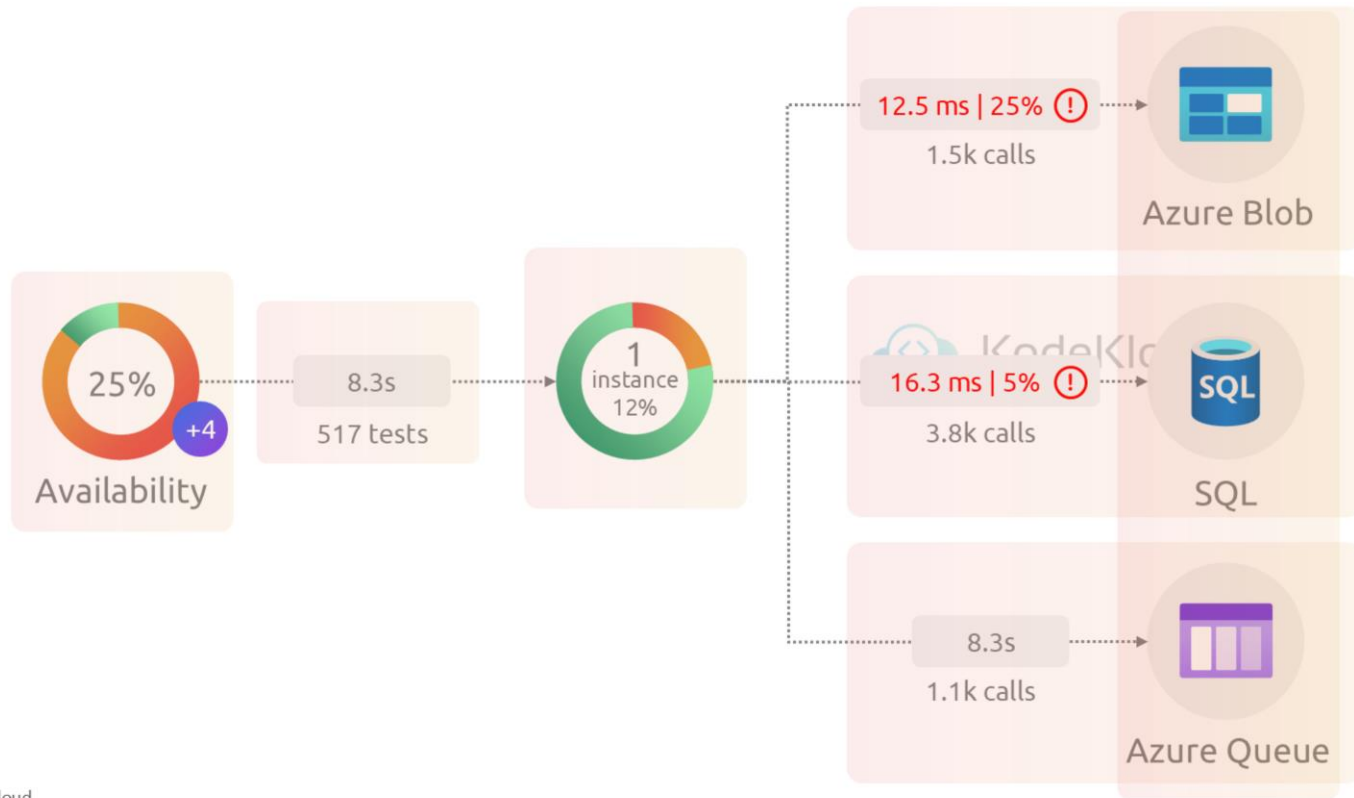 12.5 ms | 25%
1.5k calls
Azure Blob
25%
+4
Availability
8.3s
517 tests
1
instance
12%
16.3 ms | 5%
3.8k calls
SQL
SQL
8.3s
1.1k calls
Azure Queue